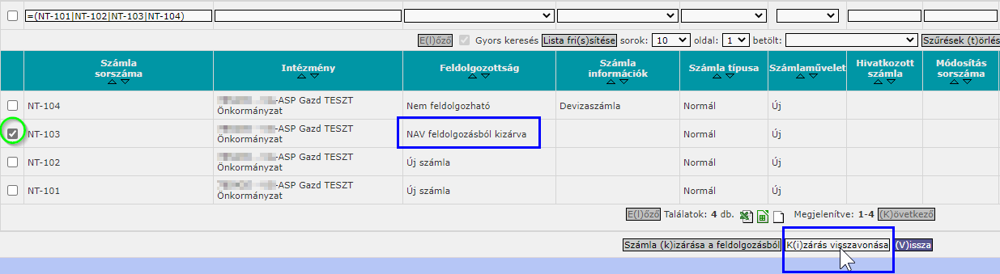 =(NT-101|NT-102|NT-103|NT-104)
E(l)őző Gyors keresés Lista fri(s)sítése sorok: 10 oldal: 1 betölt: Szűrések (t)örlés
Számla sorszáma Intézmény Feldolgozottság Számla információk Számla típusa Számlaművelet Hivatkozott számla Módosítás sorszáma
NT-104 -ASP Gazd TESZT Önkormányzat Nem feldolgozható Devizaszámla Normál Új
NT-103 -ASP Gazd TESZT Önkormányzat NAV feldolgozásból kizárva Normál Új
NT-102 -ASP Gazd TESZT Önkormányzat Új számla Normál Új
NT-101 -ASP Gazd TESZT Önkormányzat Új számla Normál Új
E(l)őző Találatok: 4 db. Megjelenítve: 1-4 (K)övetkező
Számla (k)izárása a feldolgozásból K(i)zárás visszavonása (V)issza